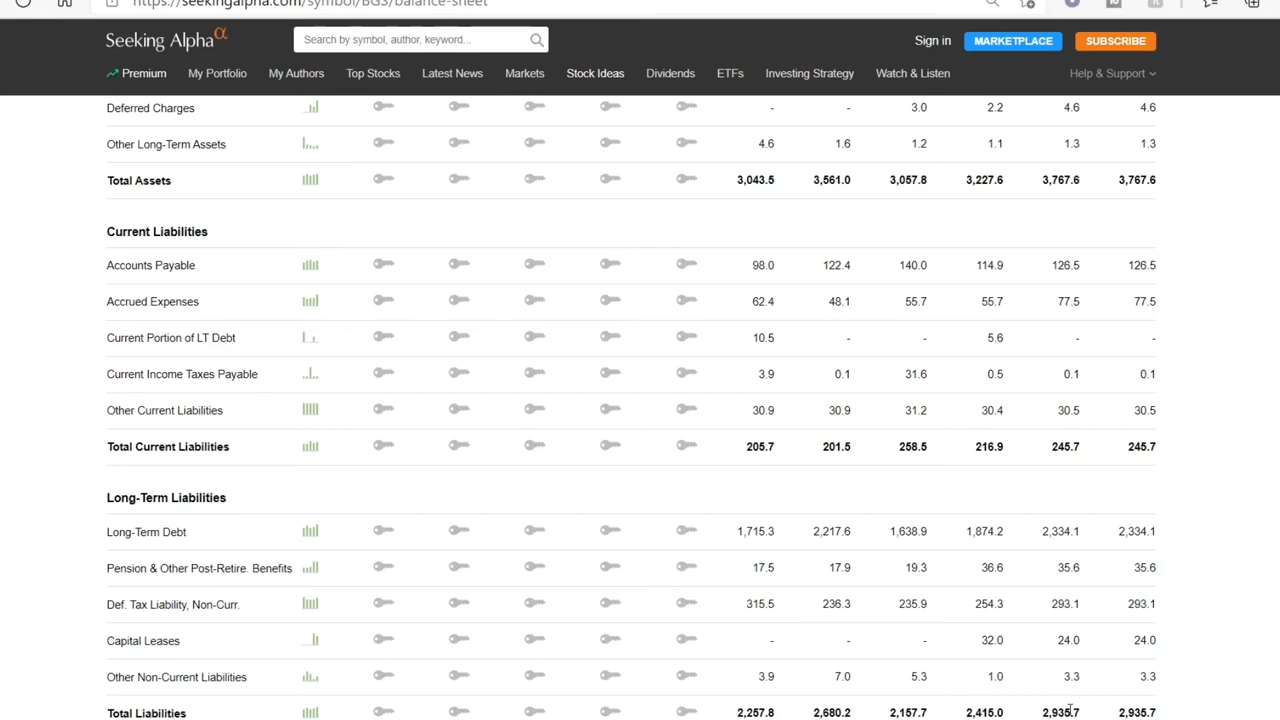 https://seekingalpha.com/symbol/BGS/balance-sheet
Seeking Alpha α Search by symbol, author, keyword... Sign in MARKETPLACE SUBSCRIBE
Premium My Portfolio My Authors Top Stocks Latest News Markets Stock Ideas Dividends ETFs Investing Strategy Watch & Listen Help & Support
Deferred Charges - - 3.0 2.2 4.6 4.6
Other Long-Term Assets 4.6 1.6 1.2 1.1 1.3 1.3
Total Assets 3,043.5 3,561.0 3,057.8 3,227.6 3,767.6 3,767.6
Current Liabilities
Accounts Payable 98.0 122.4 140.0 114.9 126.5 126.5
Accrued Expenses 62.4 48.1 55.7 55.7 77.5 77.5
Current Portion of LT Debt 10.5 - - 5.6 - -
Current Income Taxes Payable 3.9 0.1 31.6 0.5 0.1 0.1
Other Current Liabilities 30.9 30.9 31.2 30.4 30.5 30.5
Total Current Liabilities 205.7 201.5 258.5 216.9 245.7 245.7
Long-Term Liabilities
Long-Term Debt 1,715.3 2,217.6 1,638.9 1,874.2 2,334.1 2,334.1
Pension & Other Post-Retire. Benefits 17.5 17.9 19.3 36.6 35.6 35.6
Def. Tax Liability, Non-Curr. 315.5 236.3 235.9 254.3 293.1 293.1
Capital Leases - - - 32.0 24.0 24.0
Other Non-Current Liabilities 3.9 7.0 5.3 1.0 3.3 3.3
Total Liabilities 2,257.8 2,680.2 2,157.7 2,415.0 2,935.7 2,935.7